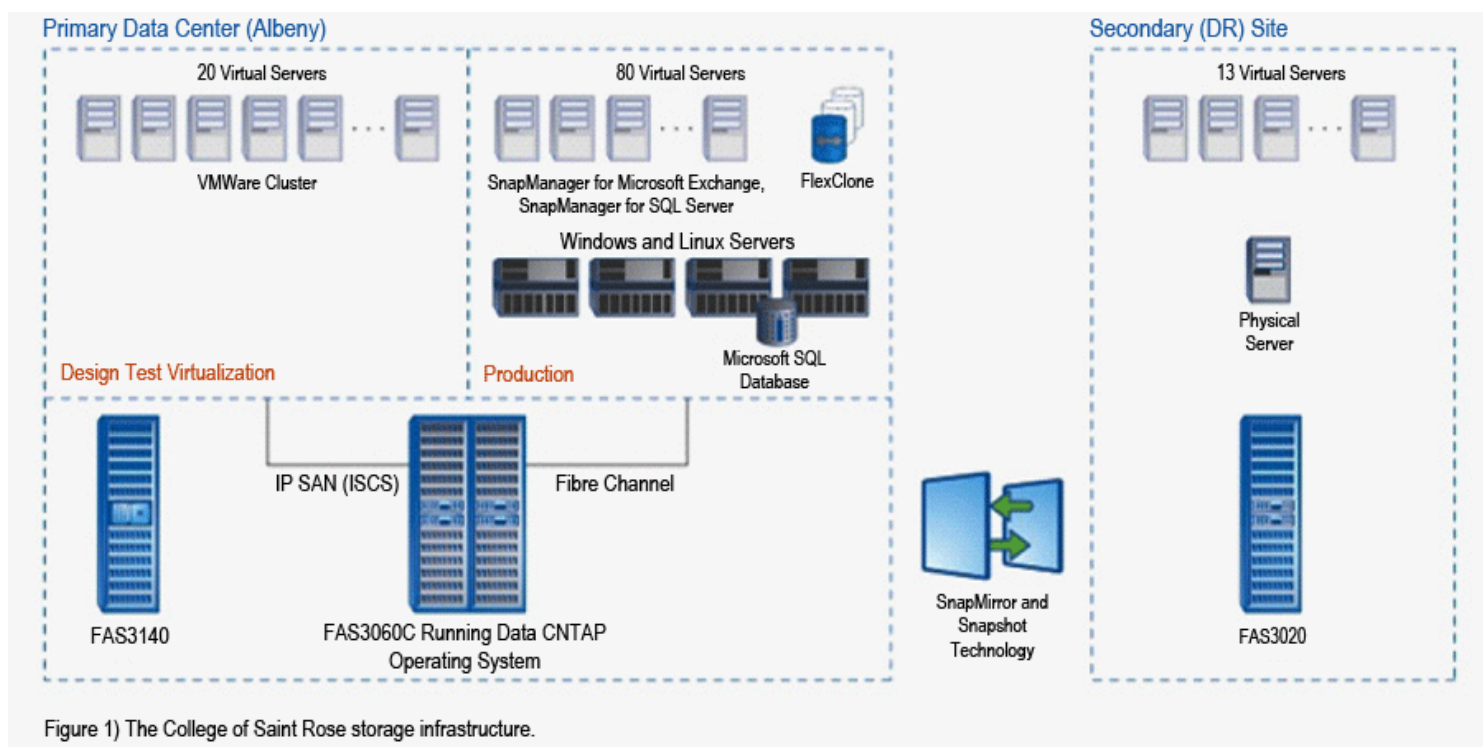 Primary Data Center (Albeny)
Secondary (DR) Site
20 Virtual Servers
80 Virtual Servers
13 Virtual Servers
VMWare Cluster
SnapManager for Microsoft Exchange,
SnapManager for SQL Server
FlexClone
Windows and Linux Servers
Physical
Server
Microsoft SQL
Database
Design Test Virtualization
Production
IP SAN (ISCS)
Fibre Channel
FAS3140
FAS3060C Running Data CNTAP
Operating System
SnapMirror and
Snapshot
Technology
FAS3020
Figure 1) The College of Saint Rose storage infrastructure.